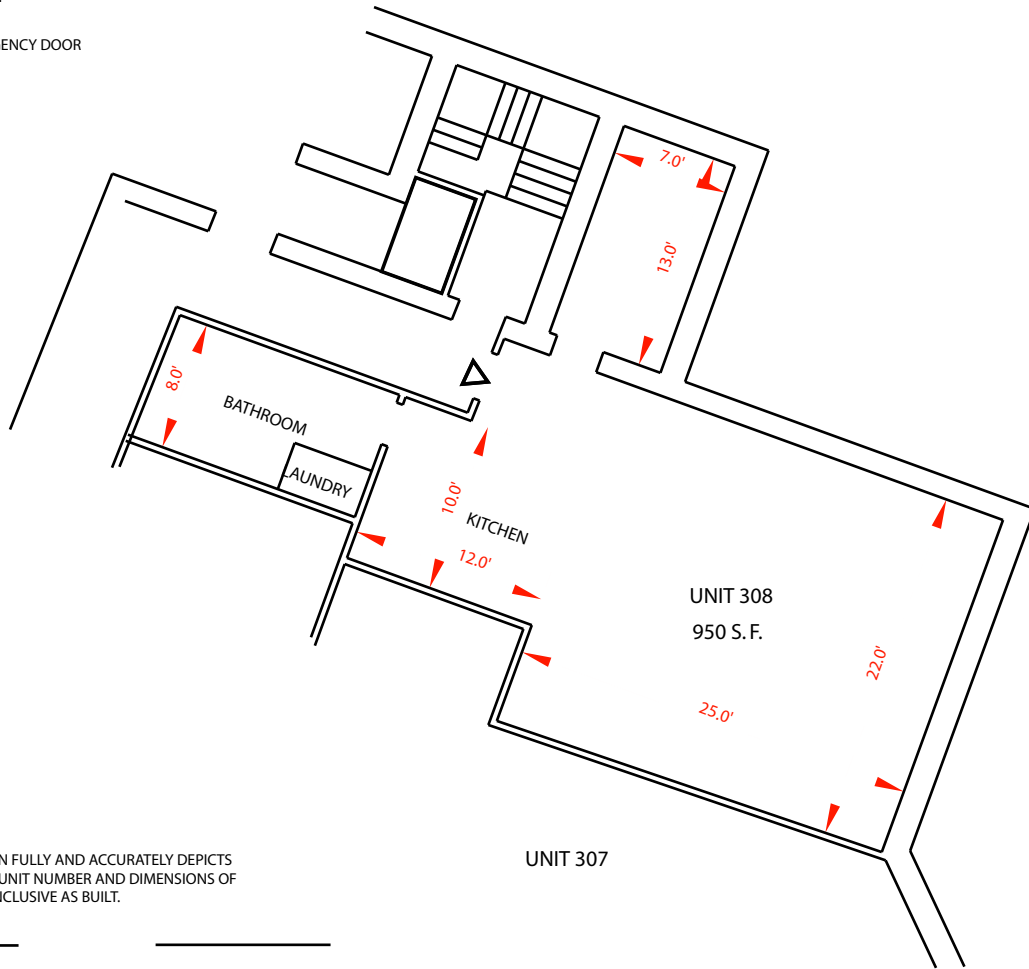 ENCY DOOR
7.0'
13.0'
8.0'
BATHROOM
LAUNDRY
10.0'
KITCHEN
12.0'
UNIT 308
950 S. F.
22.0'
25.0'
UNIT 307
N FULLY AND ACCURATELY DEPICTS
UNIT NUMBER AND DIMENSIONS OF
NCLUSIVE AS BUILT.